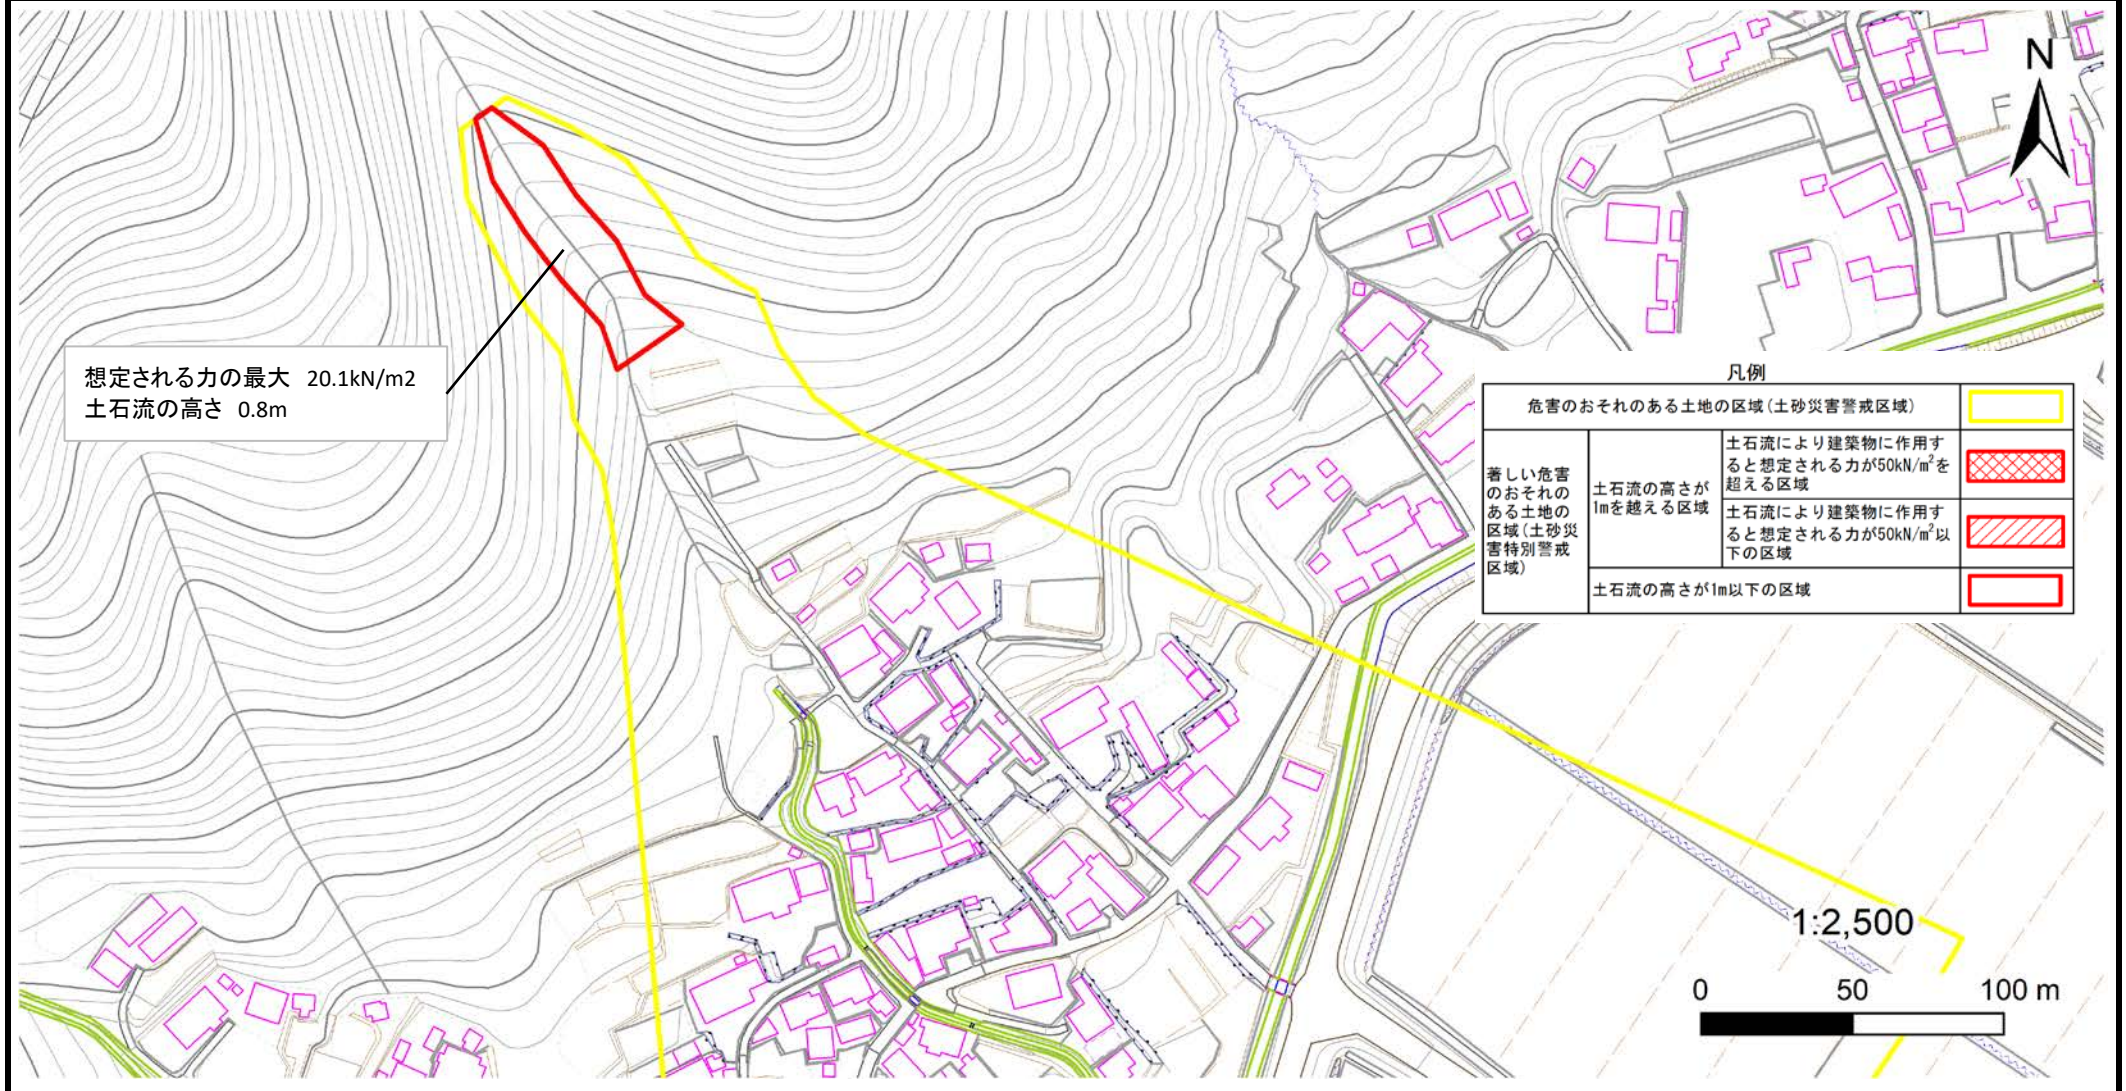 N
想定される力の最大 20.1kN/m2
土石流の高さ 0.8m
凡例
危害のおそれのある土地の区域(土砂災害警戒区域)
著しい危害
のおそれの
ある土地の
区域(土砂災
害特別警戒
区域)
土石流の高さが
1mを越える区域
土石流により建築物に作用す
ると想定される力が50kN/m²を
超える区域
土石流により建築物に作用す
ると想定される力が50kN/m²以
下の区域
土石流の高さが1m以下の区域
1:2,500
0 50 100 m